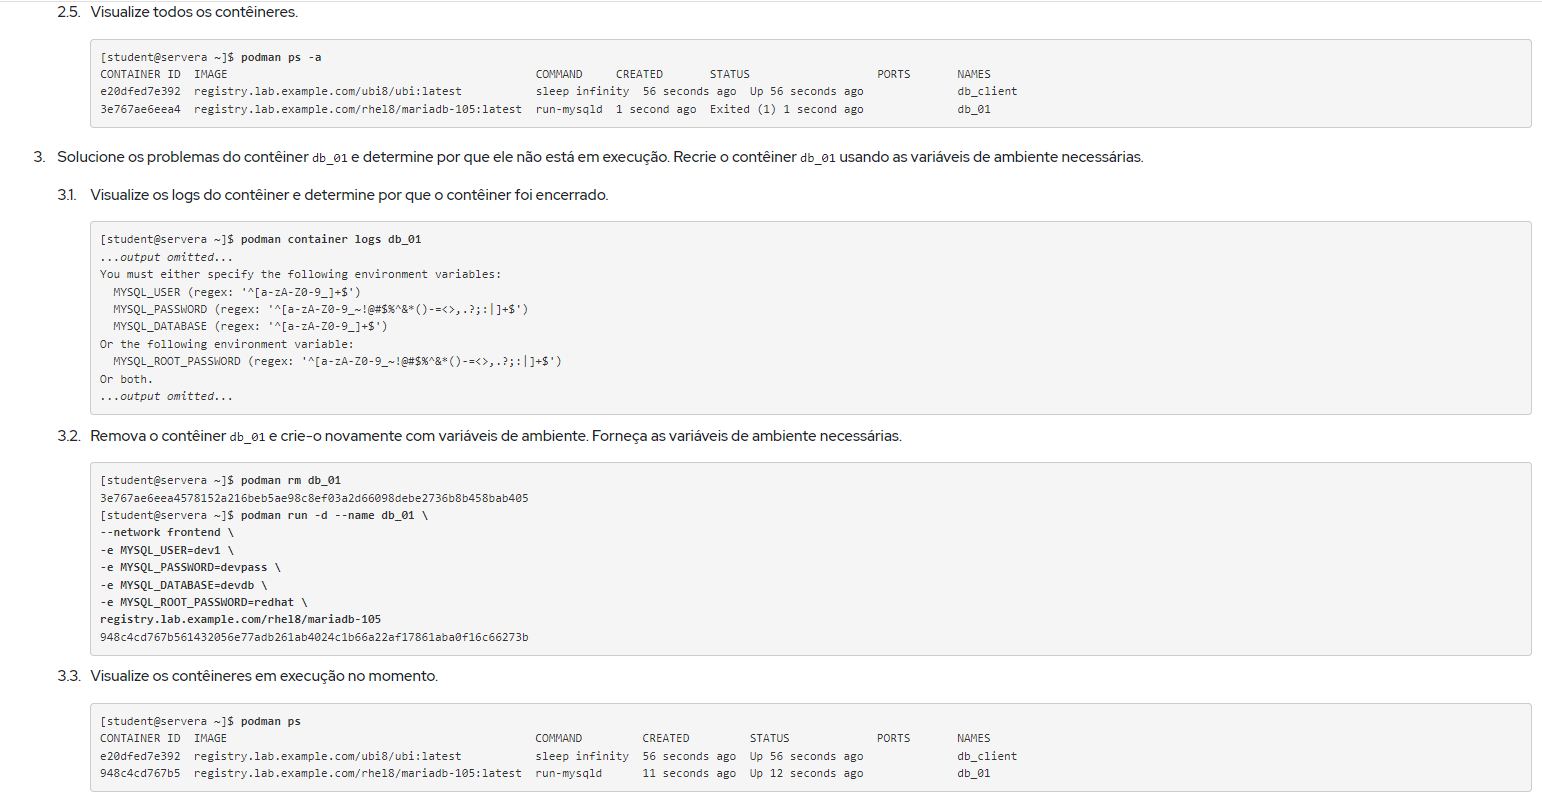 2.5. Visualize todos os contêineres.
[student@servera ~]$ podman ps -a
CONTAINER ID  IMAGE                                             COMMAND     CREATED       STATUS                   PORTS       NAMES
e20dfed7e392  registry.lab.example.com/ubi8/ubi:latest           sleep infinity  56 seconds ago  Up 56 seconds ago              db_client
3e767ae6eea4  registry.lab.example.com/rhel8/mariadb-105:latest  run-mysqld  1 second ago  Exited (1) 1 second ago              db_01
3. Solucione os problemas do contêiner db_01 e determine por que ele não está em execução. Recrie o contêiner db_01 usando as variáveis de ambiente necessárias.
3.1. Visualize os logs do contêiner e determine por que o contêiner foi encerrado.
[student@servera ~]$ podman container logs db_01
...output omitted...
You must either specify the following environment variables:
  MYSQL_USER (regex: '^[a-zA-Z0-9_]+$')
  MYSQL_PASSWORD (regex: '^[a-zA-Z0-9_~!@#$%^&*()-=<>,.?;:|]+$')
  MYSQL_DATABASE (regex: '^[a-zA-Z0-9_]+$')
Or the following environment variable:
  MYSQL_ROOT_PASSWORD (regex: '^[a-zA-Z0-9_~!@#$%^&*()-=<>,.?;:|]+$')
Or both.
...output omitted...
3.2. Remova o contêiner db_01 e crie-o novamente com variáveis de ambiente. Forneça as variáveis de ambiente necessárias.
[student@servera ~]$ podman rm db_01
3e767ae6eea4578152a216beb5ae98c8ef03a2d66098debe2736b8b458bab405
[student@servera ~]$ podman run -d --name db_01 \
--network frontend \
-e MYSQL_USER=dev1 \
-e MYSQL_PASSWORD=devpass \
-e MYSQL_DATABASE=devdb \
-e MYSQL_ROOT_PASSWORD=redhat \
registry.lab.example.com/rhel8/mariadb-105
948c4cd767b561432056e77adb261ab4024c1b66a22af17861aba0f16c66273b
3.3. Visualize os contêineres em execução no momento.
[student@servera ~]$ podman ps
CONTAINER ID  IMAGE                                             COMMAND         CREATED         STATUS             PORTS       NAMES
e20dfed7e392  registry.lab.example.com/ubi8/ubi:latest           sleep infinity  56 seconds ago  Up 56 seconds ago              db_client
948c4cd767b5  registry.lab.example.com/rhel8/mariadb-105:latest  run-mysqld      11 seconds ago  Up 12 seconds ago              db_01